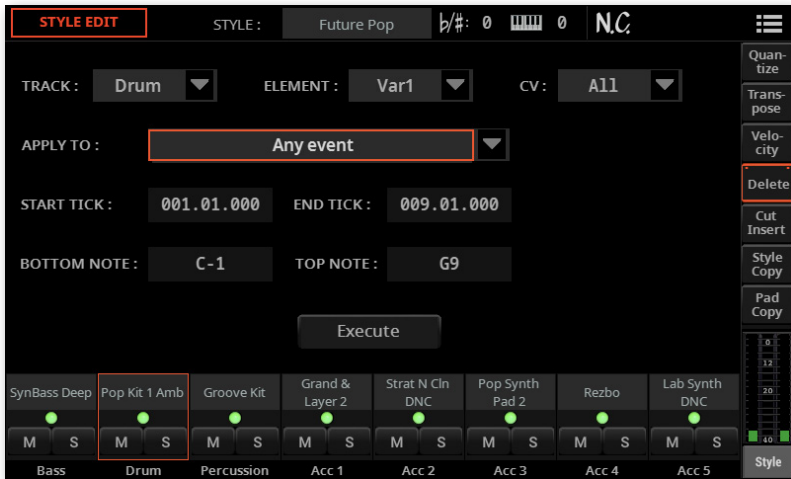 STYLE EDIT STYLE : Future Pop b/#: 0 0 N.C.
TRACK : Drum ELEMENT : Var1 CV : All
APPLY TO : Any event
START TICK : 001.01.000 END TICK : 009.01.000
BOTTOM NOTE : C-1 TOP NOTE : G9
Execute
Quan-
tize
Trans-
pose
Velo-
city
Delete
Cut
Insert
Style
Copy
Pad
Copy
0
12
20
40
Style
SynBass Deep Pop Kit 1 Amb Groove Kit Grand & Layer 2 Strat N Cln DNC Pop Synth Pad 2 Rezbo Lab Synth DNC
M S M S M S M S M S M S M S M S
Bass Drum Percussion Acc 1 Acc 2 Acc 3 Acc 4 Acc 5